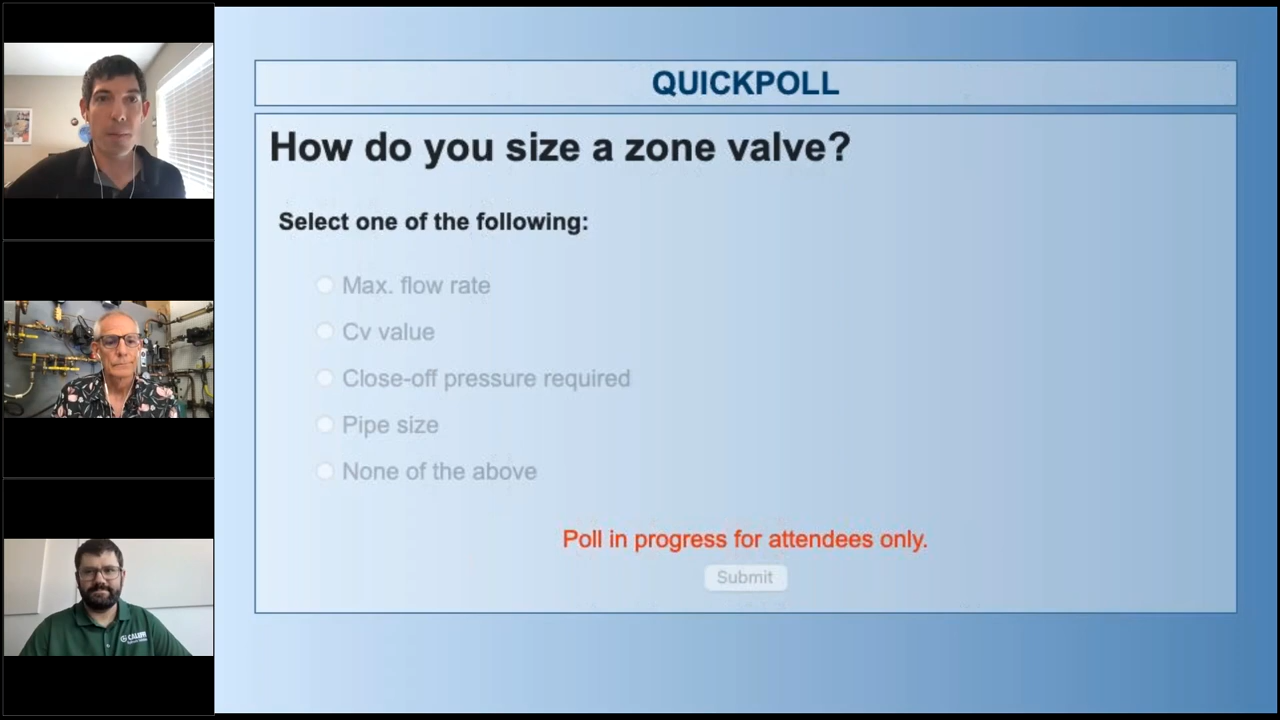 QUICKPOLL
How do you size a zone valve?
Select one of the following:
Max. flow rate
Cv value
Close-off pressure required
Pipe size
None of the above
Poll in progress for attendees only.
Submit
CALEFFI